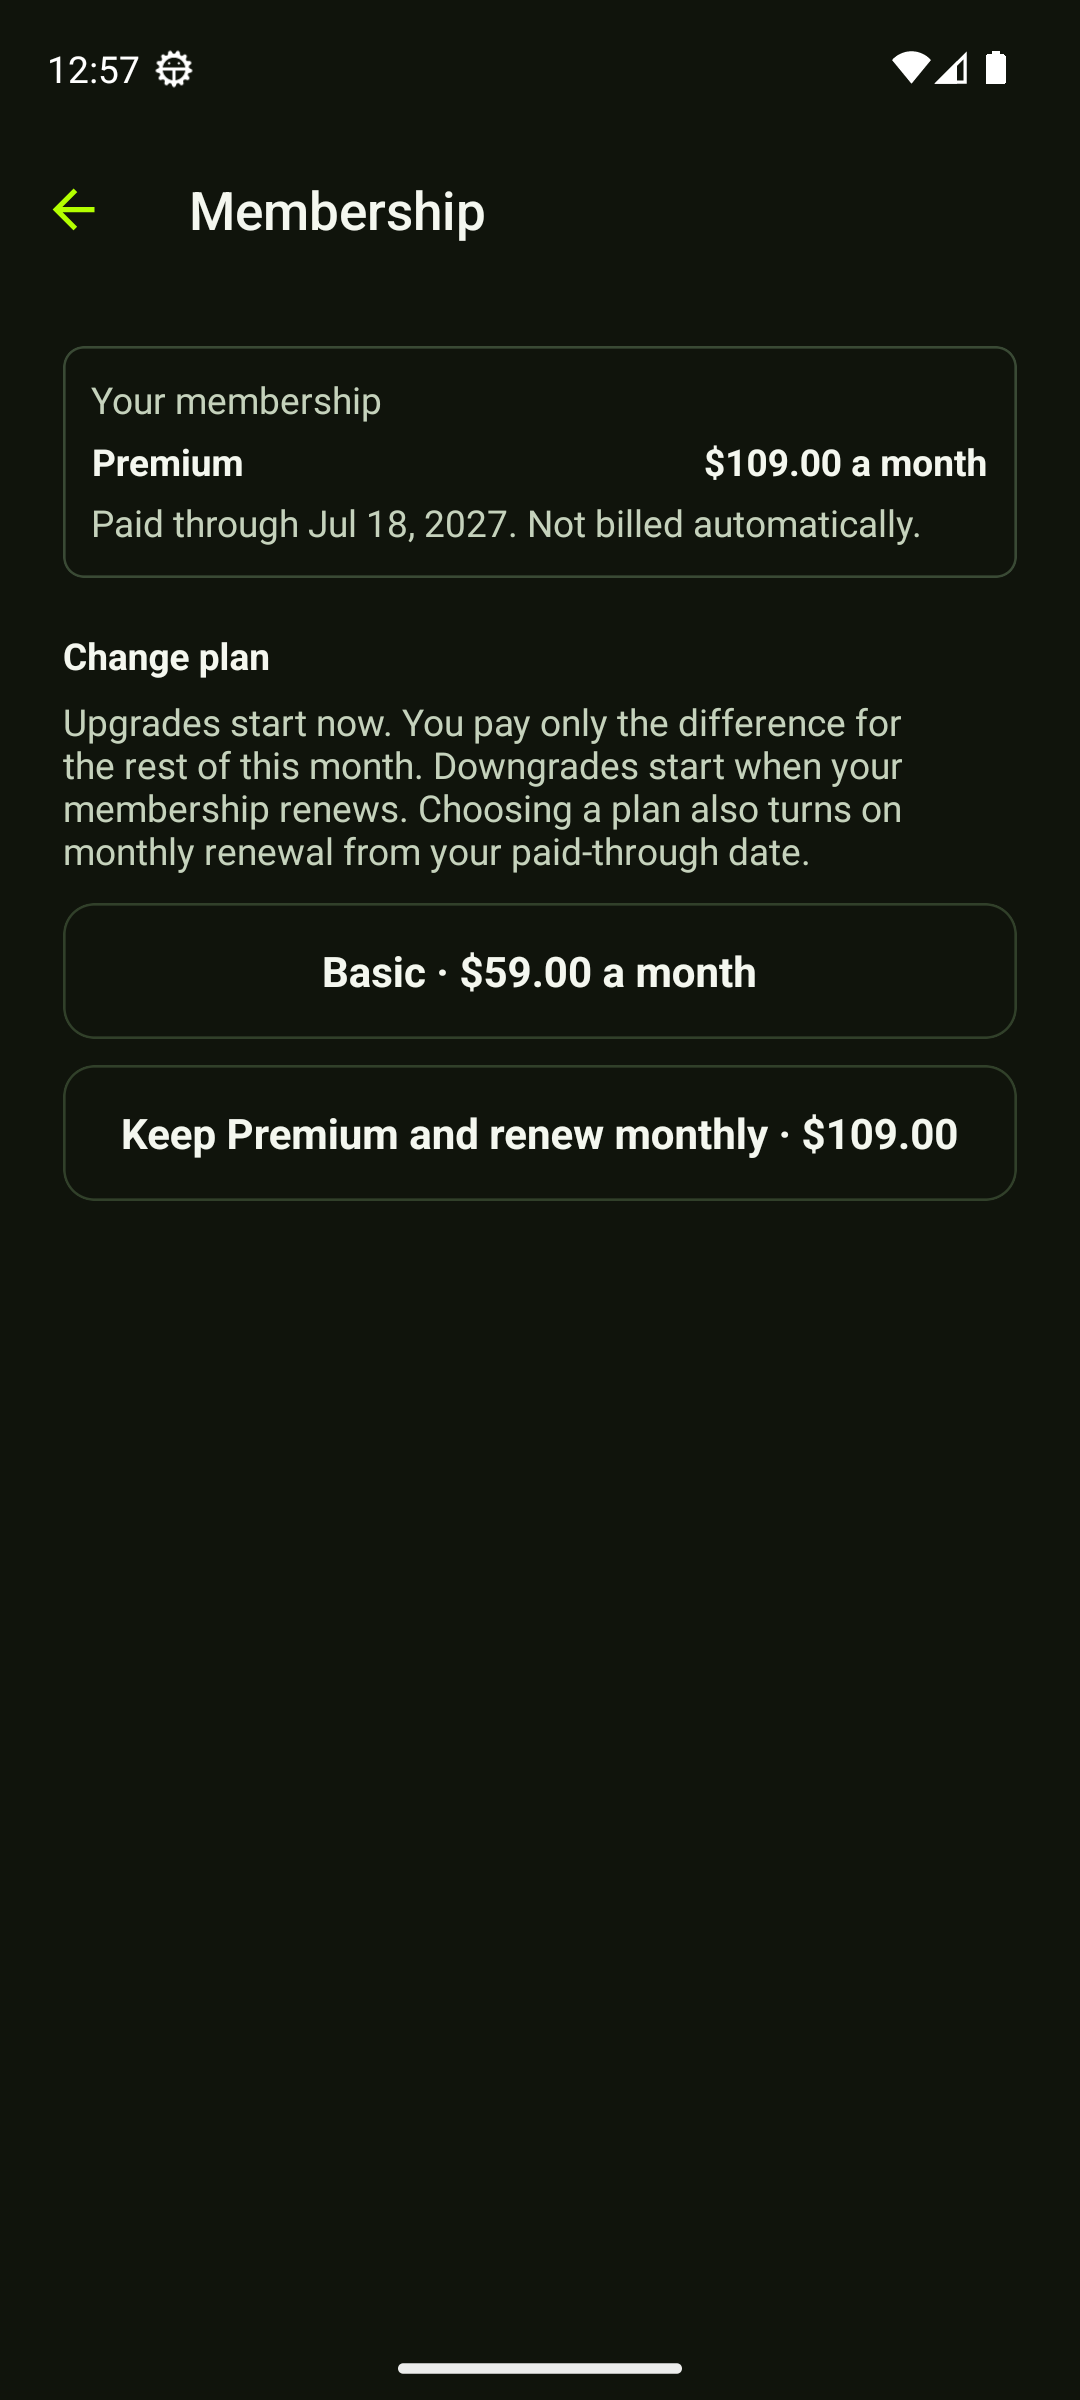 12:57
Membership
Your membership
Premium $109.00 a month
Paid through Jul 18, 2027. Not billed automatically.
Change plan
Upgrades start now. You pay only the difference for
the rest of this month. Downgrades start when your
membership renews. Choosing a plan also turns on
monthly renewal from your paid-through date.
Basic · $59.00 a month
Keep Premium and renew monthly · $109.00